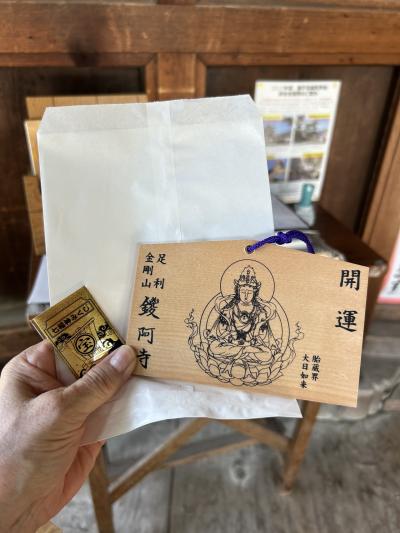 開運
胎蔵界
大日如来
足利
金剛山
鑁阿寺
七福神みくじ